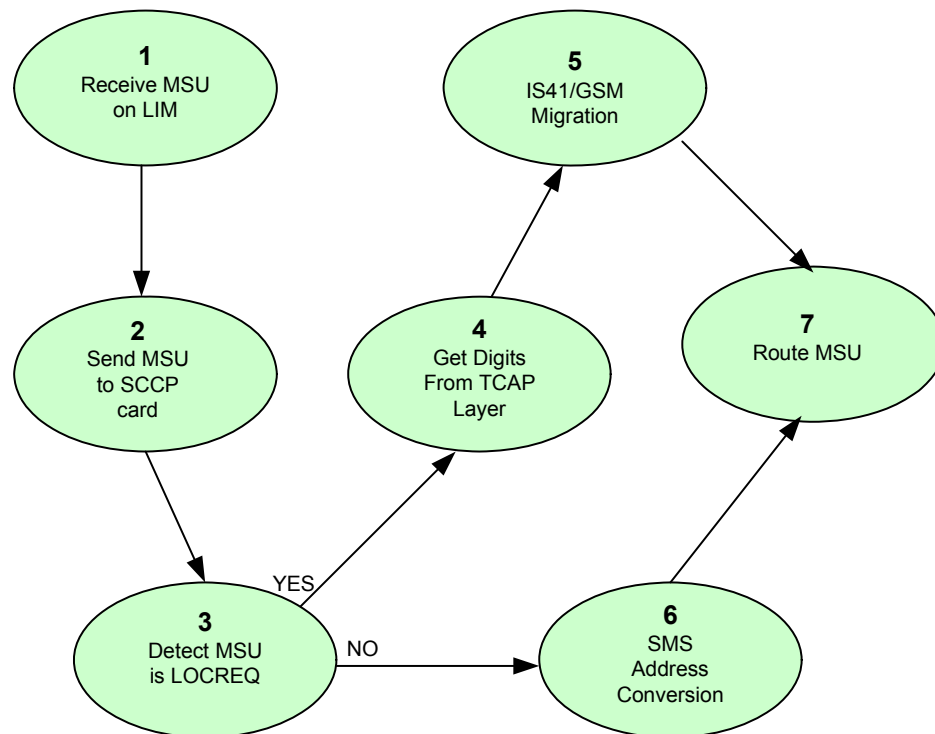 1
Receive MSU
on LIM
2
Send MSU
to SCCP
card
3
Detect MSU
is LOCREQ
YES
NO
4
Get Digits
From TCAP
Layer
5
IS41/GSM
Migration
6
SMS
Address
Conversion
7
Route MSU